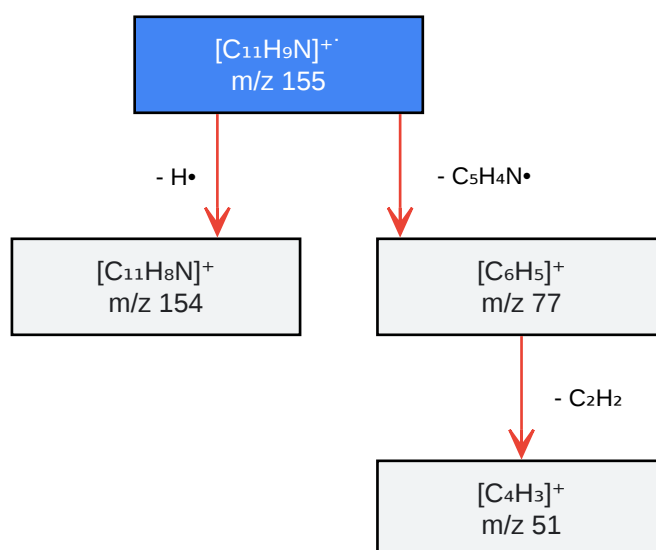 [C₁₁H₉N]⁺˙
m/z 155
- H•
- C₅H₄N•
[C₁₁H₈N]⁺
m/z 154
[C₆H₅]⁺
m/z 77
- C₂H₂
[C₄H₃]⁺
m/z 51